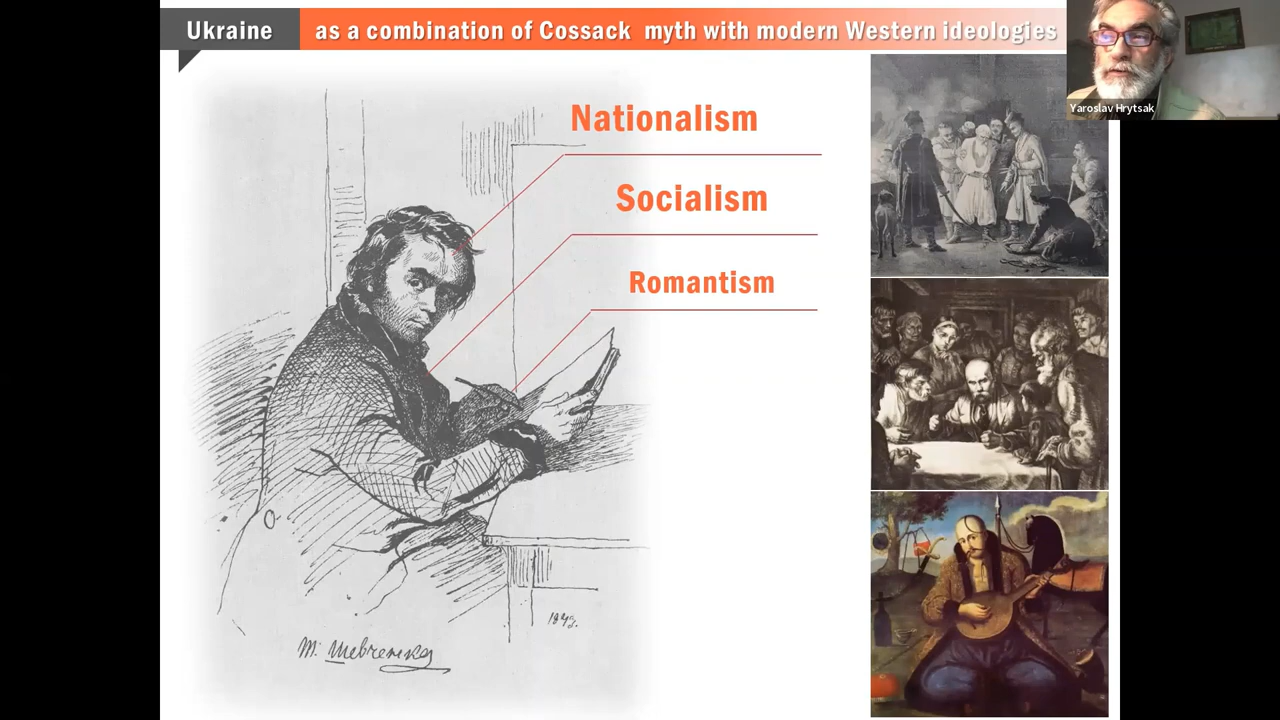 Ukraine
as a combination of Cossack myth with modern Western ideologies
Yaroslav Hrytsak
Nationalism
Socialism
Romantism
1843.